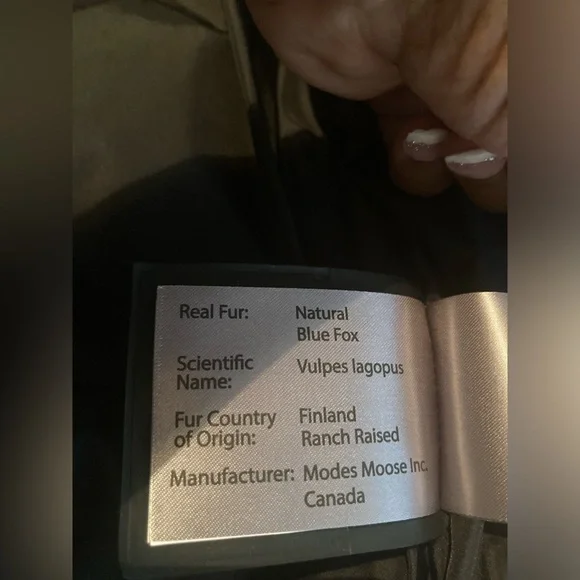 Real Fur: Natural
Blue Fox
Scientific Vulpes lagopus
Name:
Fur Country Finland
of Origin: Ranch Raised
Manufacturer: Modes Moose Inc.
Canada